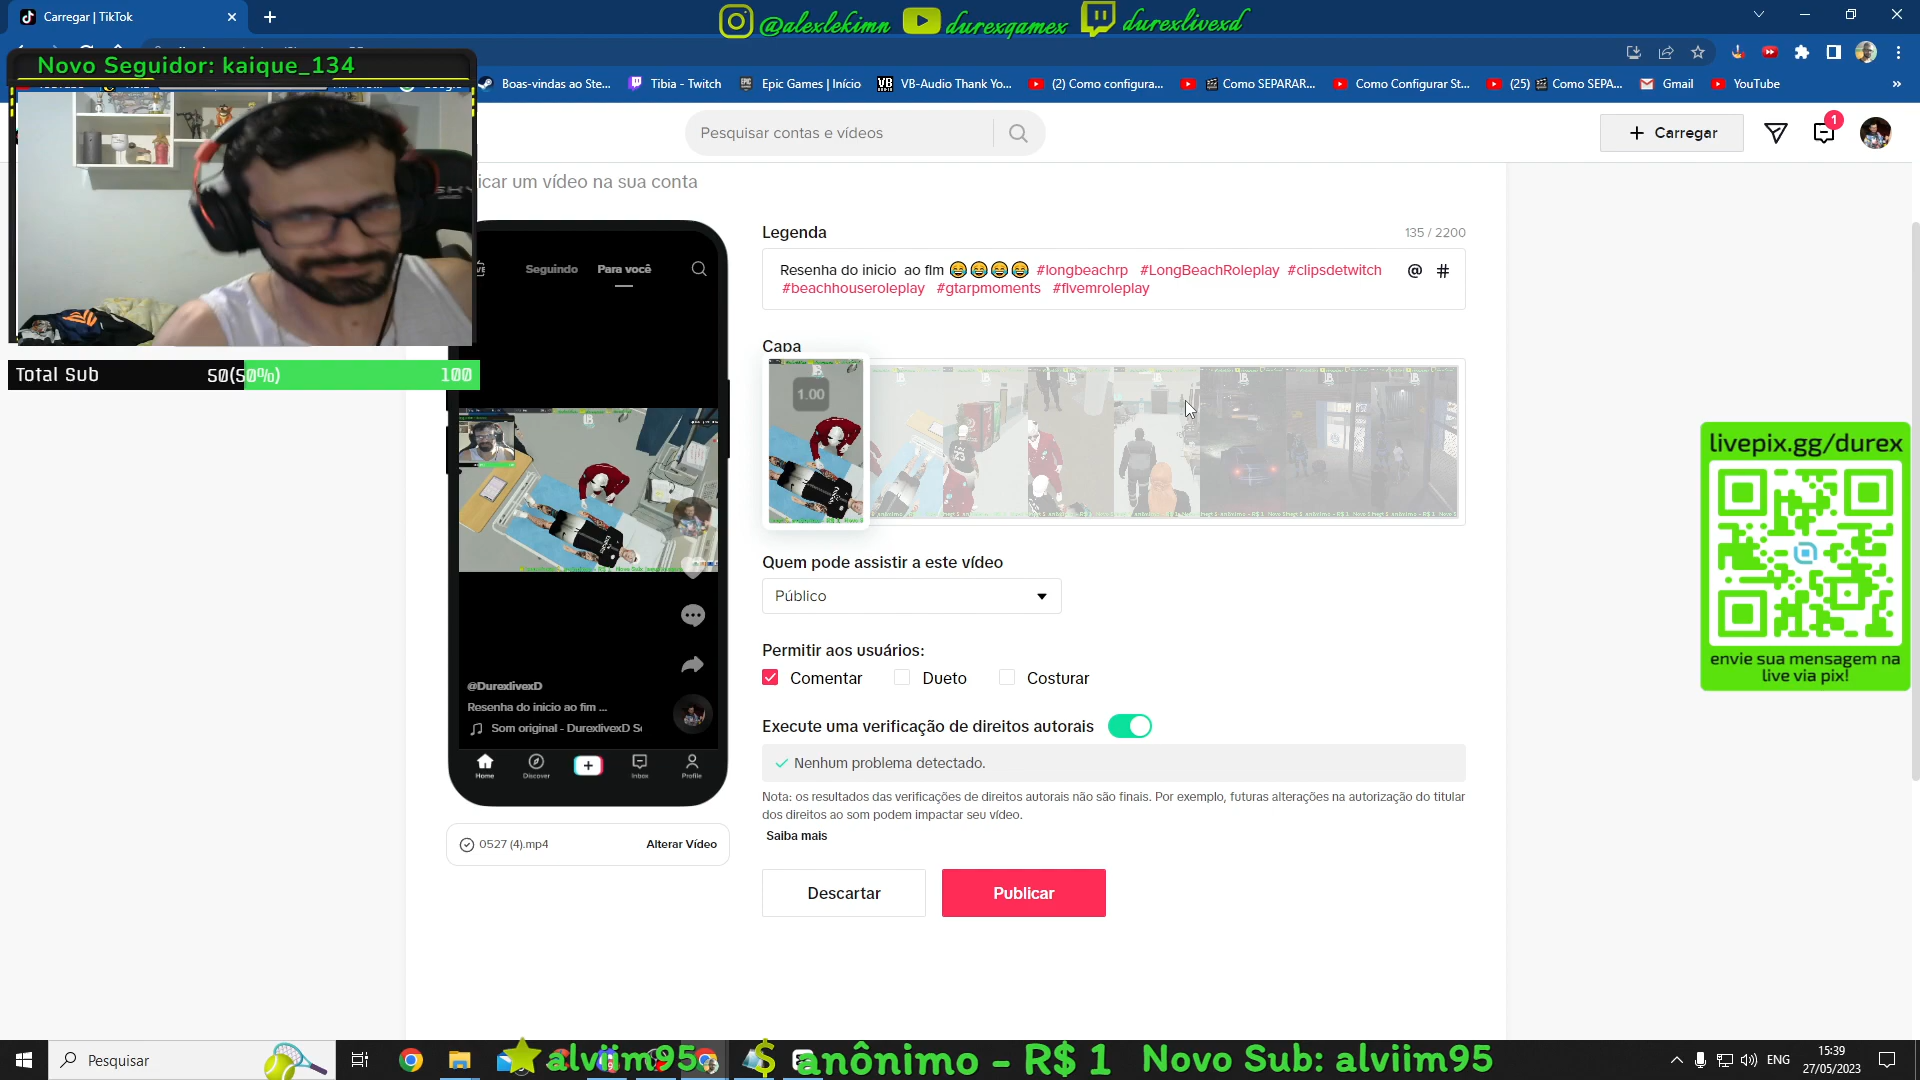 Carregar | TikTok
@alexlekimn
durexgamex
durexlivexd
Novo Seguidor: kaique_134
Boas-vindas ao Ste...
Tibia - Twitch
Epic Games | Início
VB-Audio Thank Yo...
(2) Como configura...
Como SEPARAR...
Como Configurar St...
(25)
Como SEPA...
Gmail
YouTube
»
Pesquisar contas e vídeos
+ Carregar
1
icar um vídeo na sua conta
Total Sub
50(50%)
100
Seguindo
Para você
@DurexlivexD
Resenha do inicio ao fim ...
Som original - DurexlivexD So
Home
Discover
Inbox
Profile
0527 (4).mp4
Alterar Vídeo
Legenda
135 / 2200
Resenha do inicio ao fim 😂😂😂😂 #longbeachrp #LongBeachRoleplay #clipsdetwitch
#beachhouseroleplay #gtarpmoments #fivemroleplay
@ #
Capa
1.00
Quem pode assistir a este vídeo
Público
Permitir aos usuários:
Comentar
Dueto
Costurar
Execute uma verificação de direitos autorais
Nenhum problema detectado.
Nota: os resultados das verificações de direitos autorais não são finais. Por exemplo, futuras alterações na autorização do titular
dos direitos ao som podem impactar seu vídeo.
Saiba mais
Descartar
Publicar
livepix.gg/durex
envie sua mensagem na
live via pix!
Pesquisar
alviim95
$ anônimo - R$ 1
Novo Sub: alviim95
ENG
15:39
27/05/2023